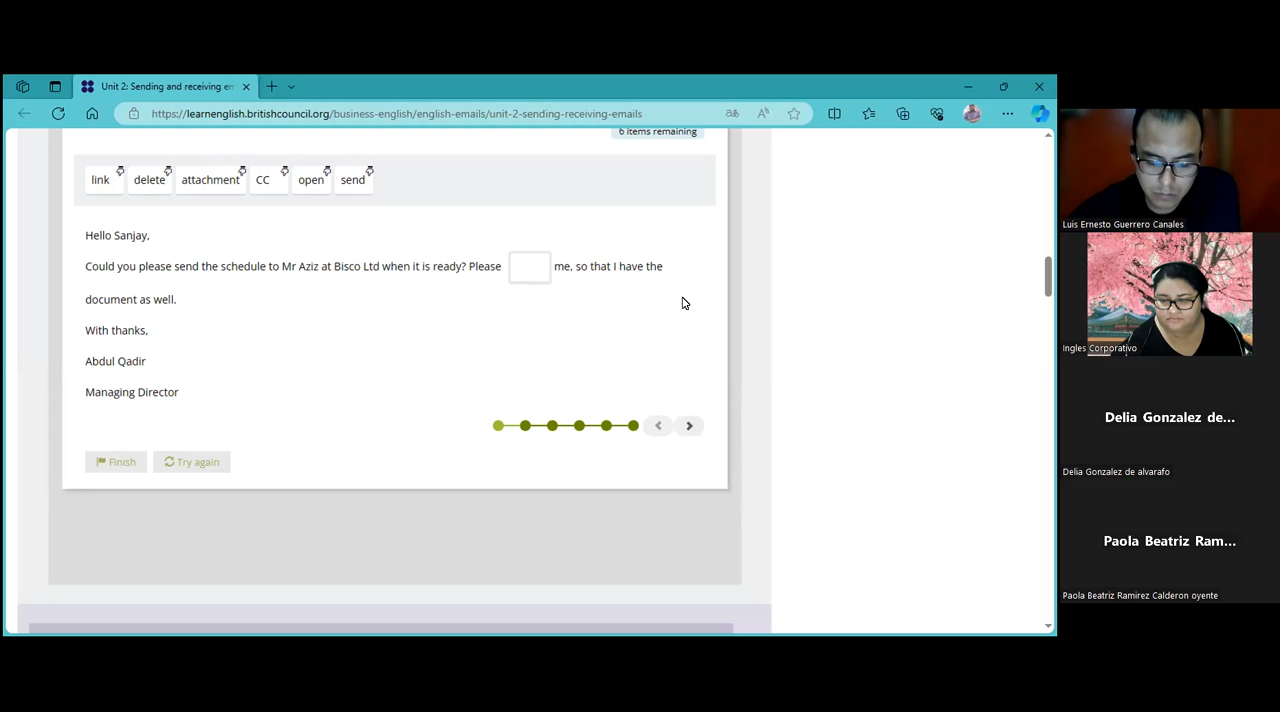 Unit 2: Sending and receiving en
https://learnenglish.britishcouncil.org/business-english/english-emails/unit-2-sending-receiving-emails
6 items remaining
link delete attachment CC open send
Hello Sanjay,
Could you please send the schedule to Mr Aziz at Bisco Ltd when it is ready? Please me, so that I have the
document as well.
With thanks,
Abdul Qadir
Managing Director
Finish Try again
Luis Ernesto Guerrero Canales
Ingles Corporativo
Delia Gonzalez de...
Delia Gonzalez de alvarafo
Paola Beatriz Ram...
Paola Beatriz Ramirez Calderon oyente